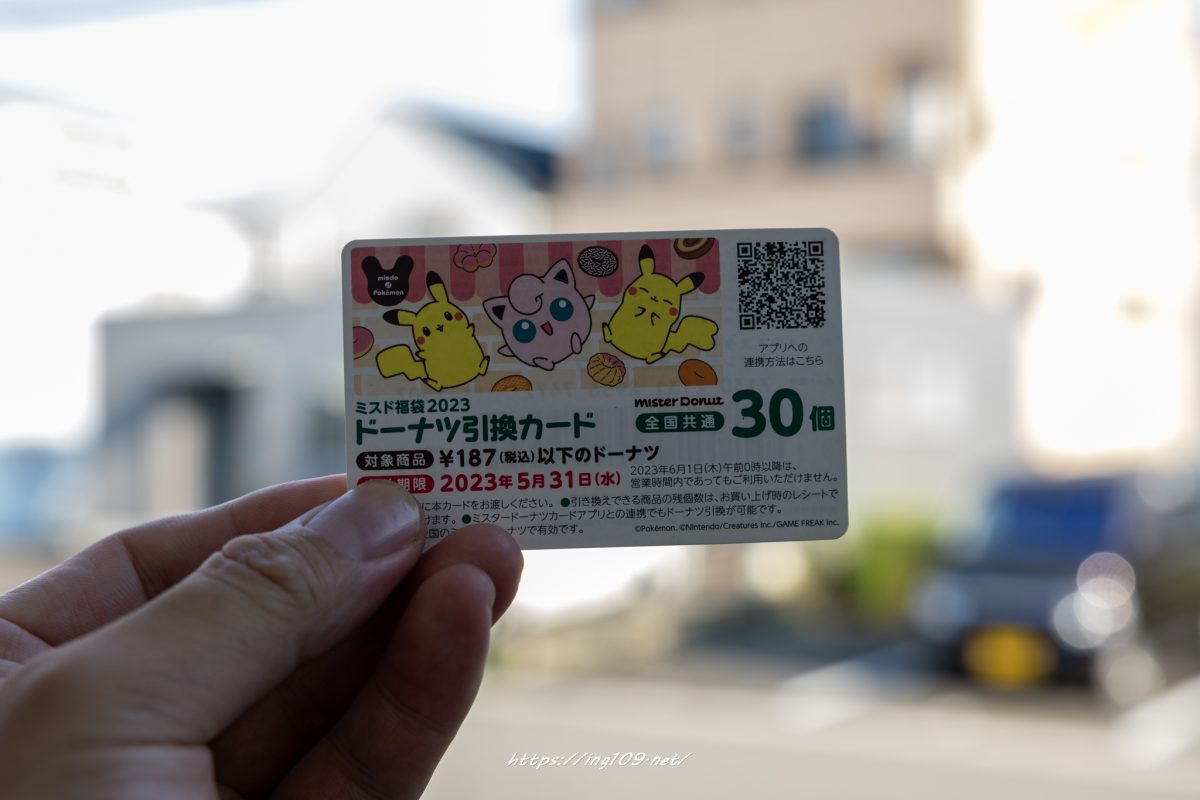 misdo
Pokémon
アプリへの
連携方法はこちら
ミスド福袋2023
ドーナツ引換カード
mister Donut
全国共通
30個
対象商品 ¥187(税込)以下のドーナツ
期限 2023年5月31日(水)
2023年6月1日(木)午前0時以降は、
営業時間内であってもご利用いただけません。
に本カードをお渡しください。 ●引き換えできる商品の残個数は、お買い上げ時のレシートで
けます。 ●ミスタードーナツカードアプリとの連携でもドーナツ引換が可能です。
ナツで有効です。
©Pokémon. ©Nintendo/Creatures Inc./GAME FREAK inc.
https://ing109.net/